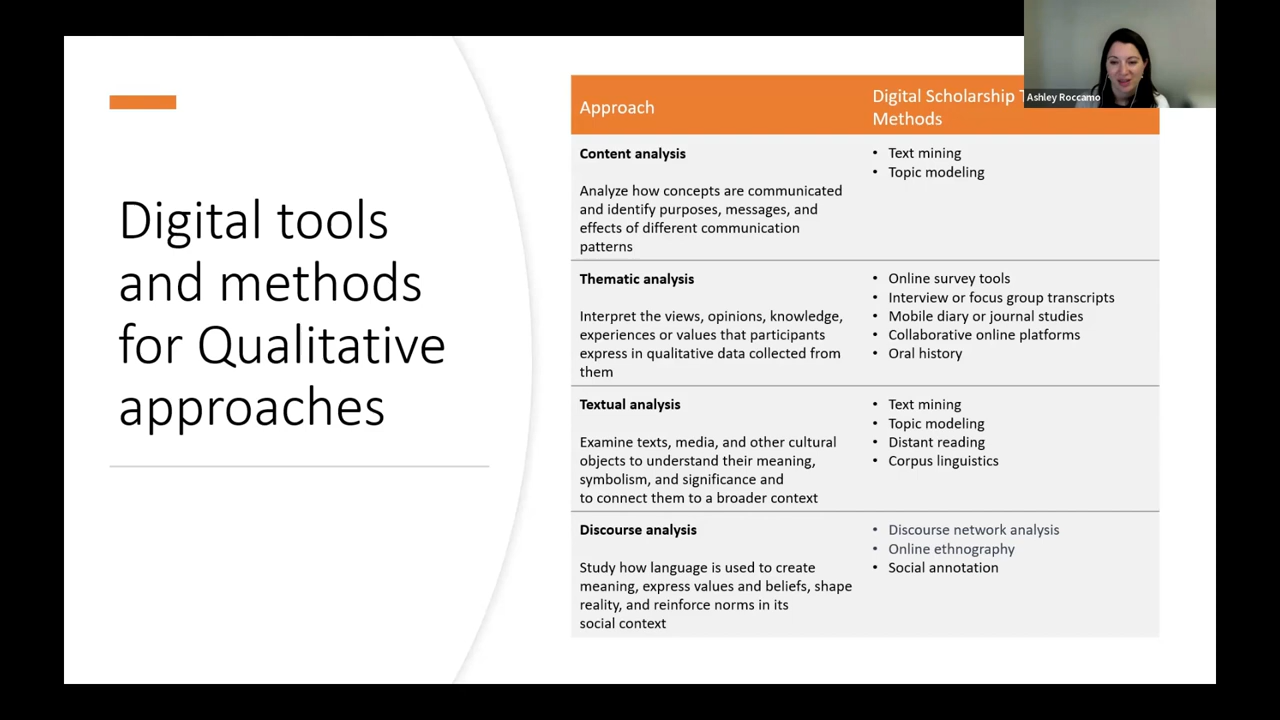 Digital tools
and methods
for Qualitative
approaches
Approach
Digital Scholarship
Methods
Content analysis
Analyze how concepts are communicated
and identify purposes, messages, and
effects of different communication
patterns
• Text mining
• Topic modeling
Thematic analysis
Interpret the views, opinions, knowledge,
experiences or values that participants
express in qualitative data collected from
them
• Online survey tools
• Interview or focus group transcripts
• Mobile diary or journal studies
• Collaborative online platforms
• Oral history
Textual analysis
Examine texts, media, and other cultural
objects to understand their meaning,
symbolism, and significance and
to connect them to a broader context
• Text mining
• Topic modeling
• Distant reading
• Corpus linguistics
Discourse analysis
Study how language is used to create
meaning, express values and beliefs, shape
reality, and reinforce norms in its
social context
• Discourse network analysis
• Online ethnography
• Social annotation
Ashley Roccamo